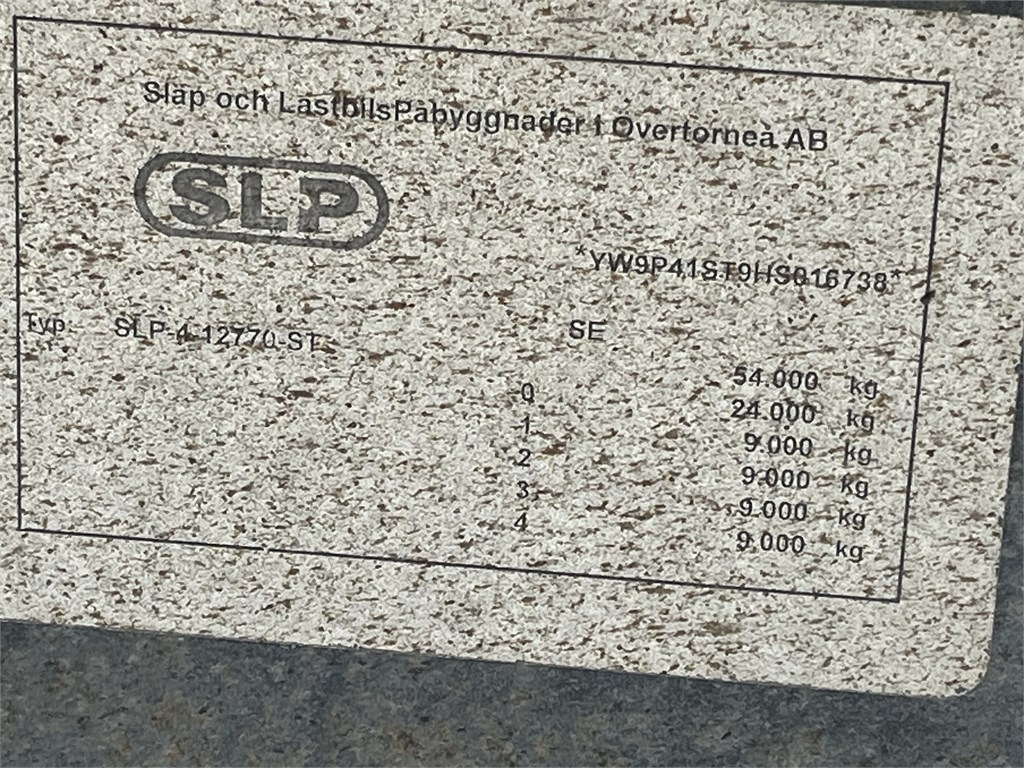 Släp och LastbilsPåbyggnader i Övertorneå AB
SLP
*YW9P41ST9HS016738*
Typ: SLP-4-12770-ST SE
54.000 kg
0 24.000 kg
1 9.000 kg
2 9.000 kg
3 9.000 kg
4 9.000 kg